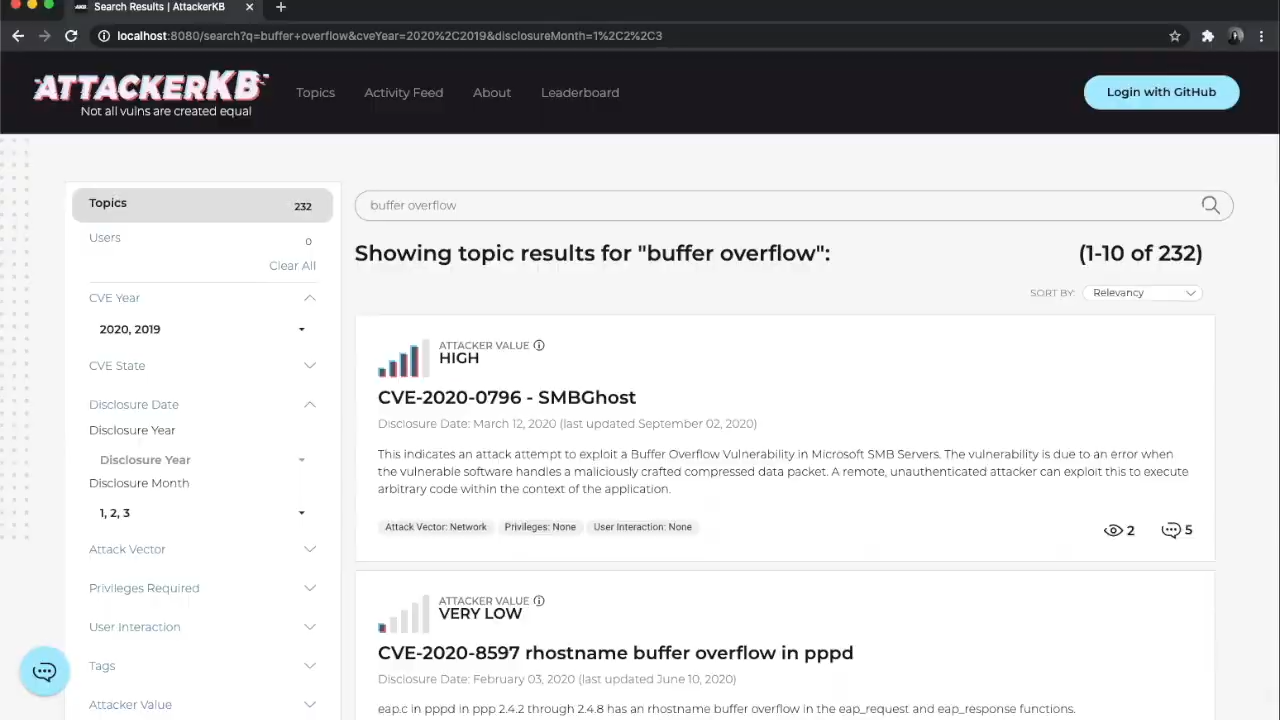 Search Results | AttackerKB
localhost:8080/search?q=buffer+overflow&cveYear=2020%2C2019&disclosureMonth=1%2C2%2C3
ATTACKERKB
Not all vulns are created equal
Topics
Activity Feed
About
Leaderboard
Login with GitHub
Topics 232
Users 0
Clear All
CVE Year
2020, 2019
CVE State
Disclosure Date
Disclosure Year
Disclosure Year
Disclosure Month
1, 2, 3
Attack Vector
Privileges Required
User Interaction
Tags
Attacker Value
buffer overflow
Showing topic results for "buffer overflow": (1-10 of 232)
SORT BY: Relevancy
ATTACKER VALUE
HIGH
CVE-2020-0796 - SMBGhost
Disclosure Date: March 12, 2020 (last updated September 02, 2020)
This indicates an attack attempt to exploit a Buffer Overflow Vulnerability in Microsoft SMB Servers. The vulnerability is due to an error when
the vulnerable software handles a maliciously crafted compressed data packet. A remote, unauthenticated attacker can exploit this to execute
arbitrary code within the context of the application.
Attack Vector: Network Privileges: None User Interaction: None
2 5
ATTACKER VALUE
VERY LOW
CVE-2020-8597 rhostname buffer overflow in pppd
Disclosure Date: February 03, 2020 (last updated June 10, 2020)
eap.c in pppd in ppp 2.4.2 through 2.4.8 has an rhostname buffer overflow in the eap_request and eap_response functions.